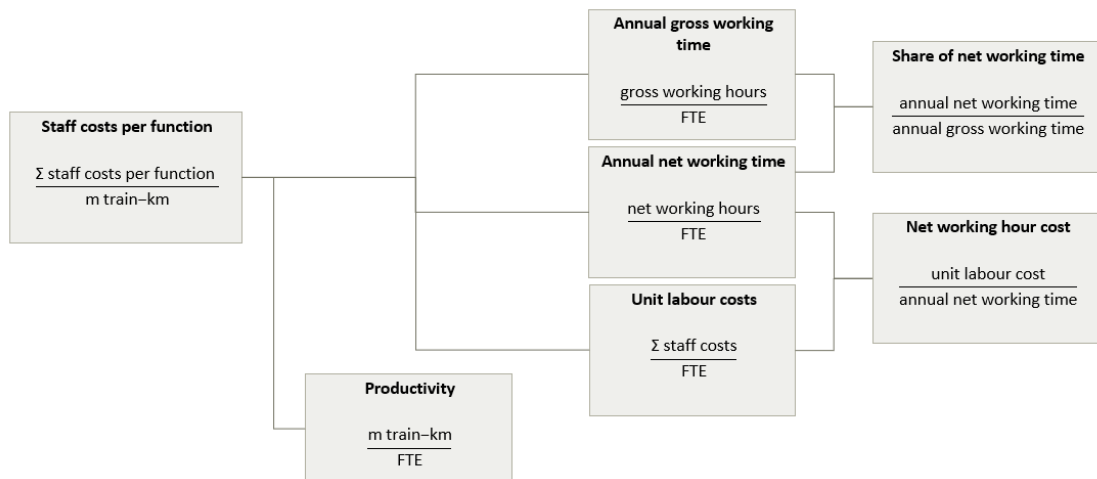 Staff costs per function
Σ staff costs per function
m train–km
Productivity
m train–km
FTE
Annual gross working
time
gross working hours
FTE
Annual net working time
net working hours
FTE
Unit labour costs
Σ staff costs
FTE
Share of net working time
annual net working time
annual gross working time
Net working hour cost
unit labour cost
annual net working time